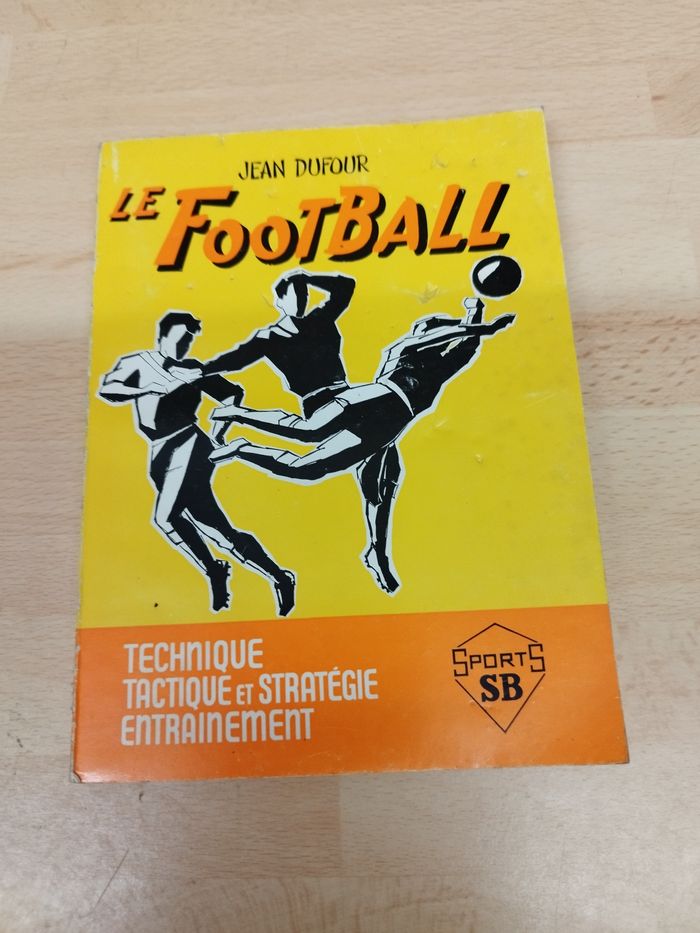 JEAN DUFOUR
LE FOOTBALL
TECHNIQUE
TACTIQUE ET STRATÉGIE
ENTRAINEMENT
SPORTS
SB